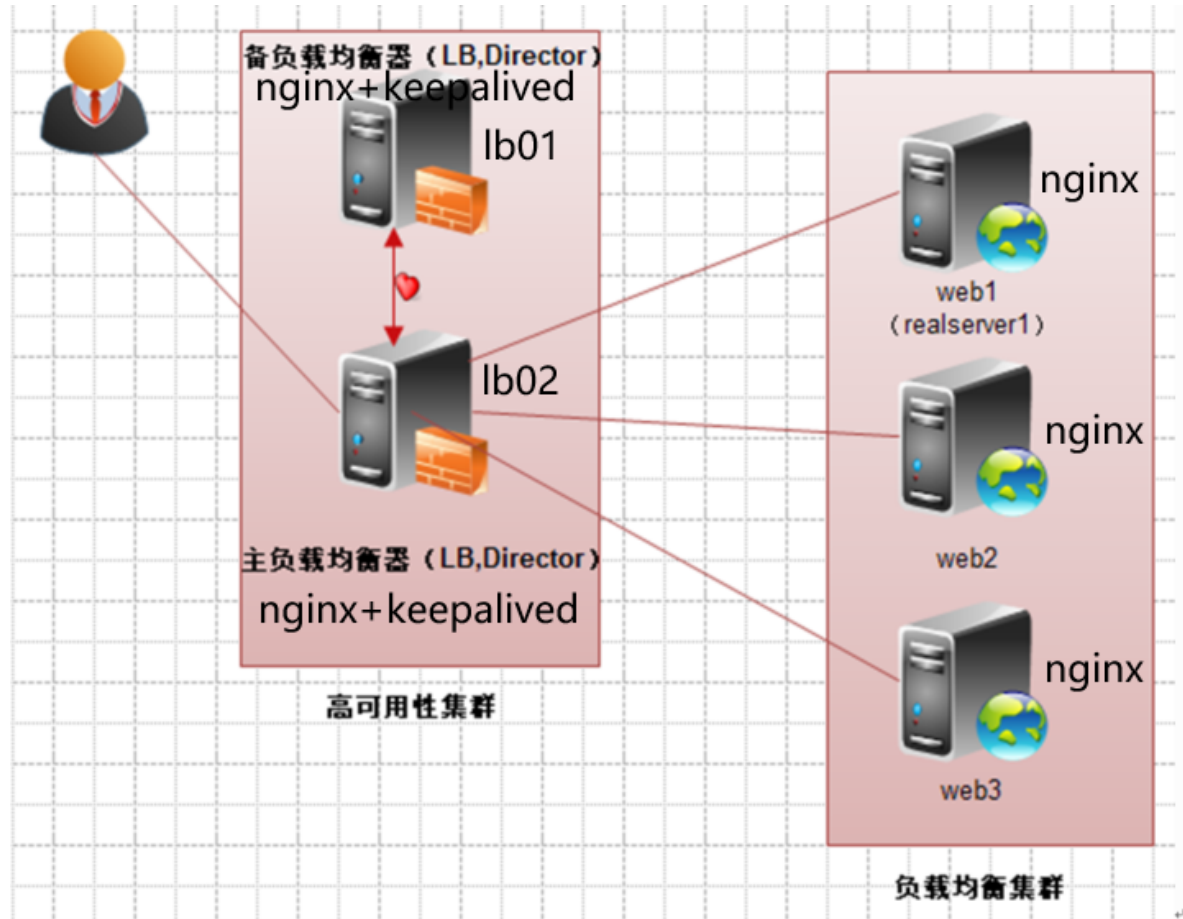 备负载均衡器（LB,Director）
nginx+keepalived
lb01
lb02
主负载均衡器（LB,Director）
nginx+keepalived
高可用性集群
nginx
web1
（realserver1）
nginx
web2
nginx
web3
负载均衡集群